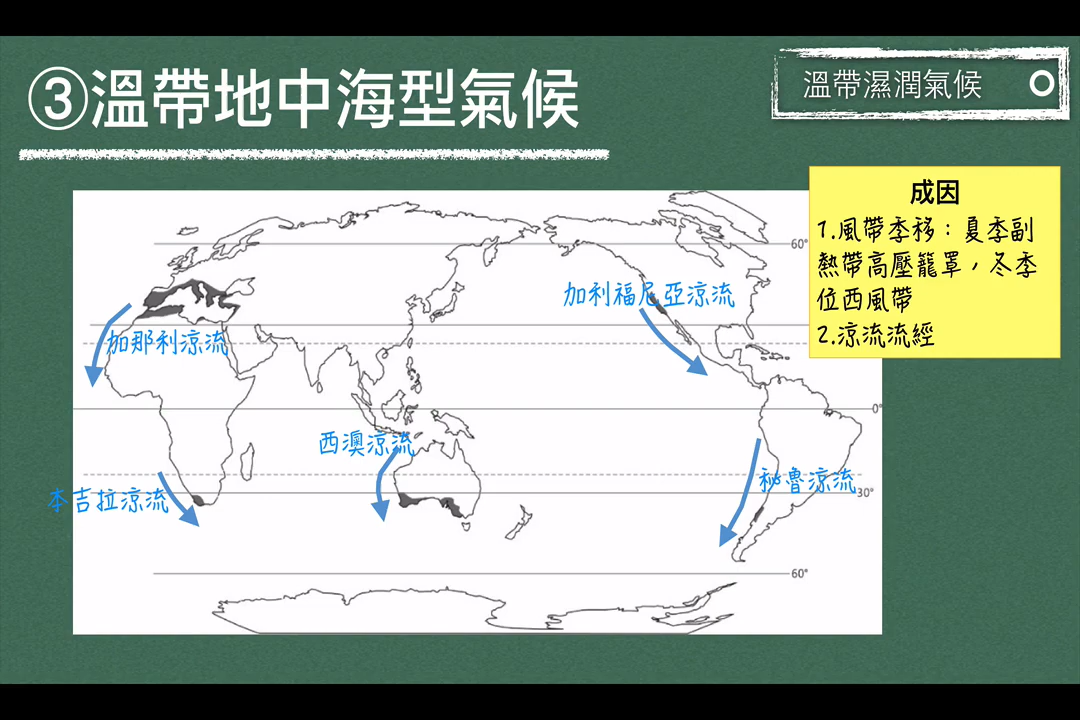 ③溫帶地中海型氣候
溫帶濕潤氣候
成因
1.風帶季移：夏季副
熱帶高壓籠罩，冬季
位西風帶
2.涼流流經
60°
加利福尼亞涼流
加那利涼流
0°
西澳涼流
秘魯涼流
30°
本吉拉涼流
60°